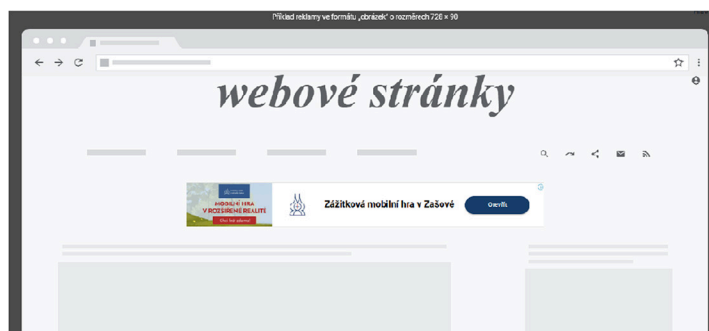 Příklad reklamy ve formátu „obrázek“ o rozměrech 728 × 90
webové stránky
MOBILNÍ HRA
V ROZŠÍŘENÉ REALITĚ
Zážitková mobilní hra v Zašové
Otevřít